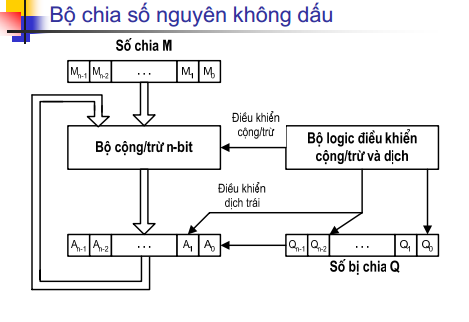 Bộ chia số nguyên không dấu
Số chia M
Mn-1 Mn-2 ... M1 M0
Điều khiển
cộng/trừ
Bộ cộng/trừ n-bit
Bộ logic điều khiển
cộng/trừ và dịch
Điều khiển
dịch trái
An-1 An-2 ... A1 A0
Qn-1 Qn-2 ... Q1 Q0
Số bị chia Q